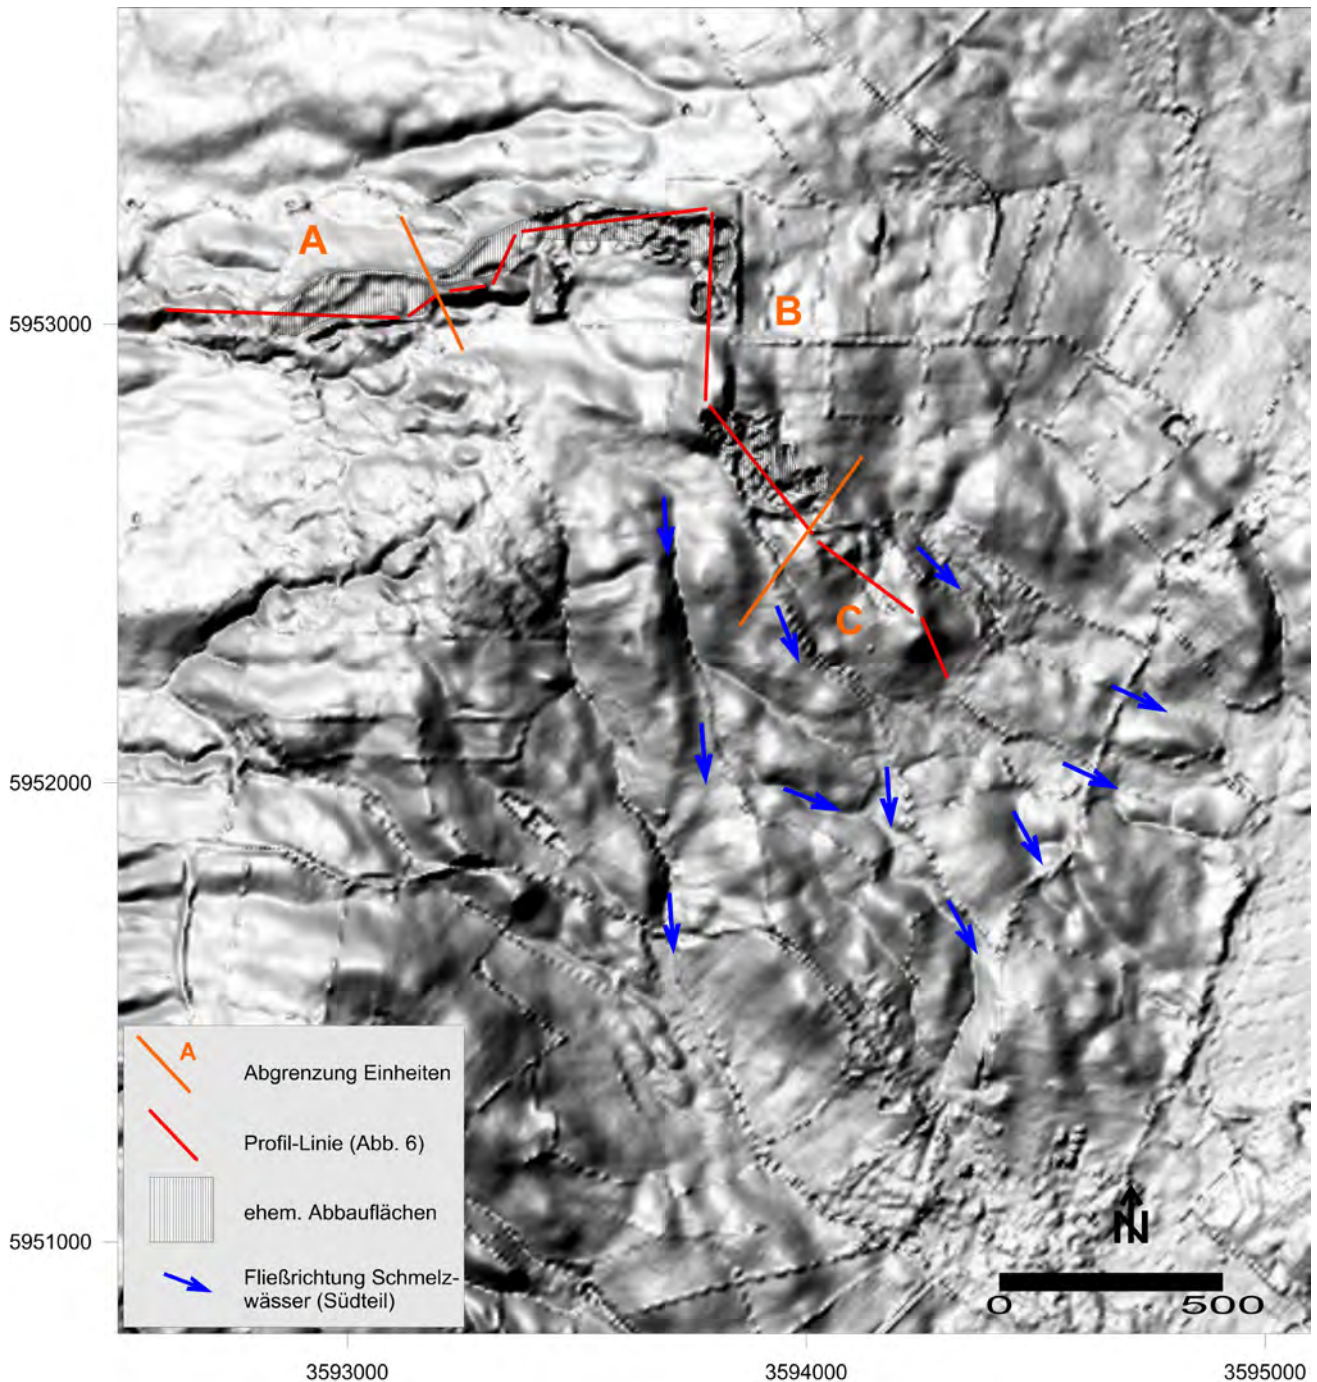 A
B
C
5953000
5952000
5951000
A
Abgrenzung Einheiten
Profil-Linie (Abb. 6)
ehem. Abbauflächen
Fließrichtung Schmelz-
wässer (Südteil)
N
0 500
3593000 3594000 3595000